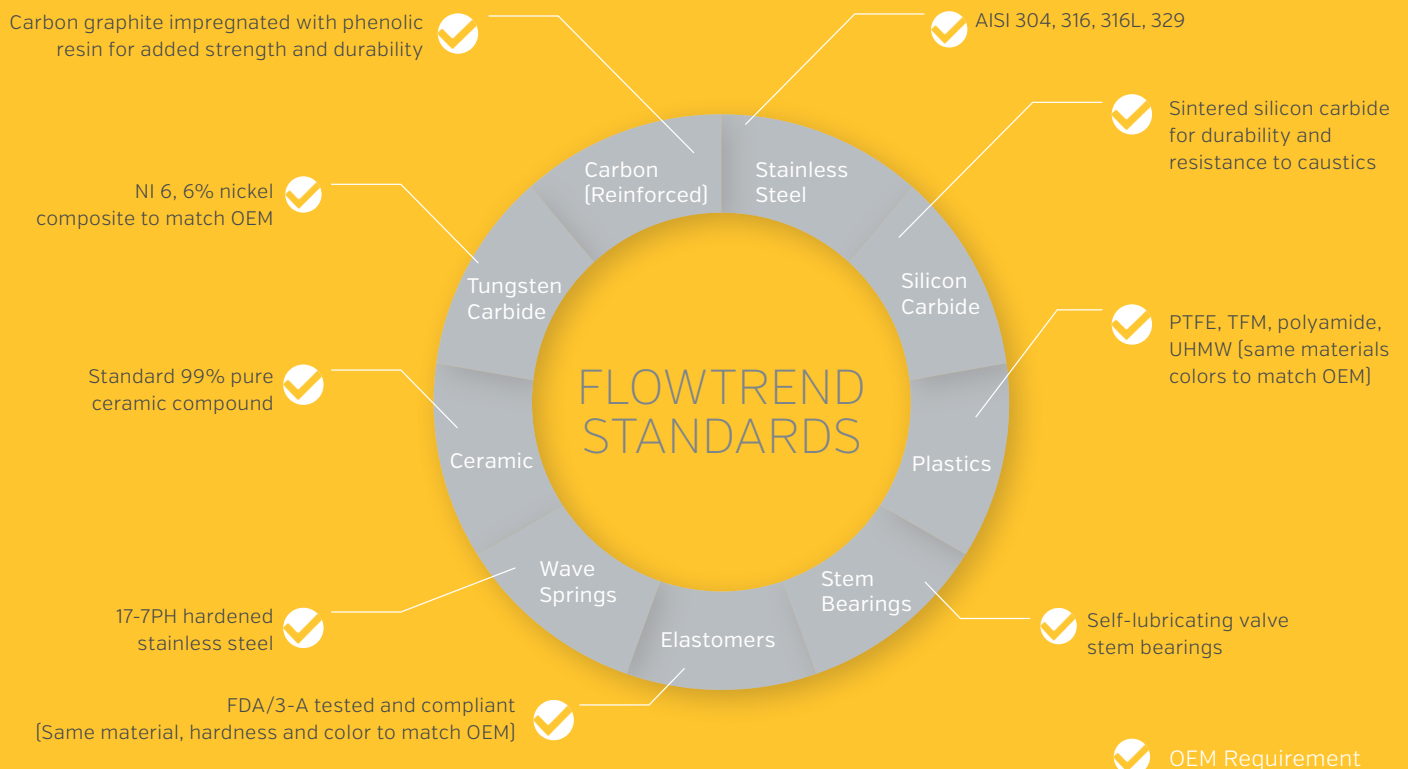 Carbon graphite impregnated with phenolic
resin for added strength and durability
AISI 304, 316, 316L, 329
Sintered silicon carbide
for durability and
resistance to caustics
Carbon
(Reinforced)
Stainless
Steel
NI 6, 6% nickel
composite to match OEM
Tungsten
Carbide
Silicon
Carbide
PTFE, TFM, polyamide,
UHMW (same materials
colors to match OEM)
Standard 99% pure
ceramic compound
FLOWTREND
STANDARDS
Ceramic
Plastics
Wave
Springs
Stem
Bearings
Elastomers
17-7PH hardened
stainless steel
Self-lubricating valve
stem bearings
FDA/3-A tested and compliant
(Same material, hardness and color to match OEM)
OEM Requirement